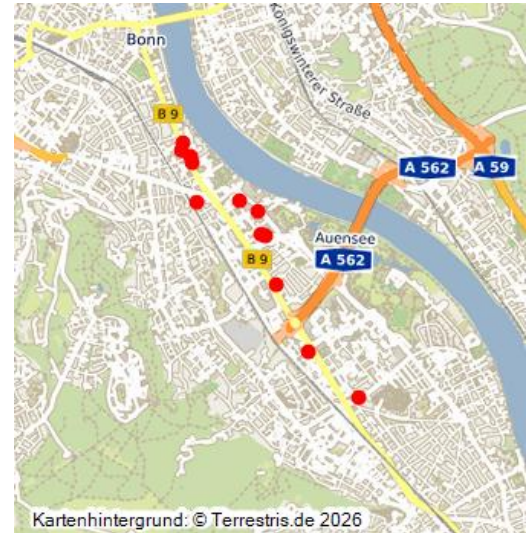 Bonn
Königswinterer Straße
B 9
A 562
A 59
Auensee
B 9
A 562
Kartenhintergrund: © Terrestris.de 2026